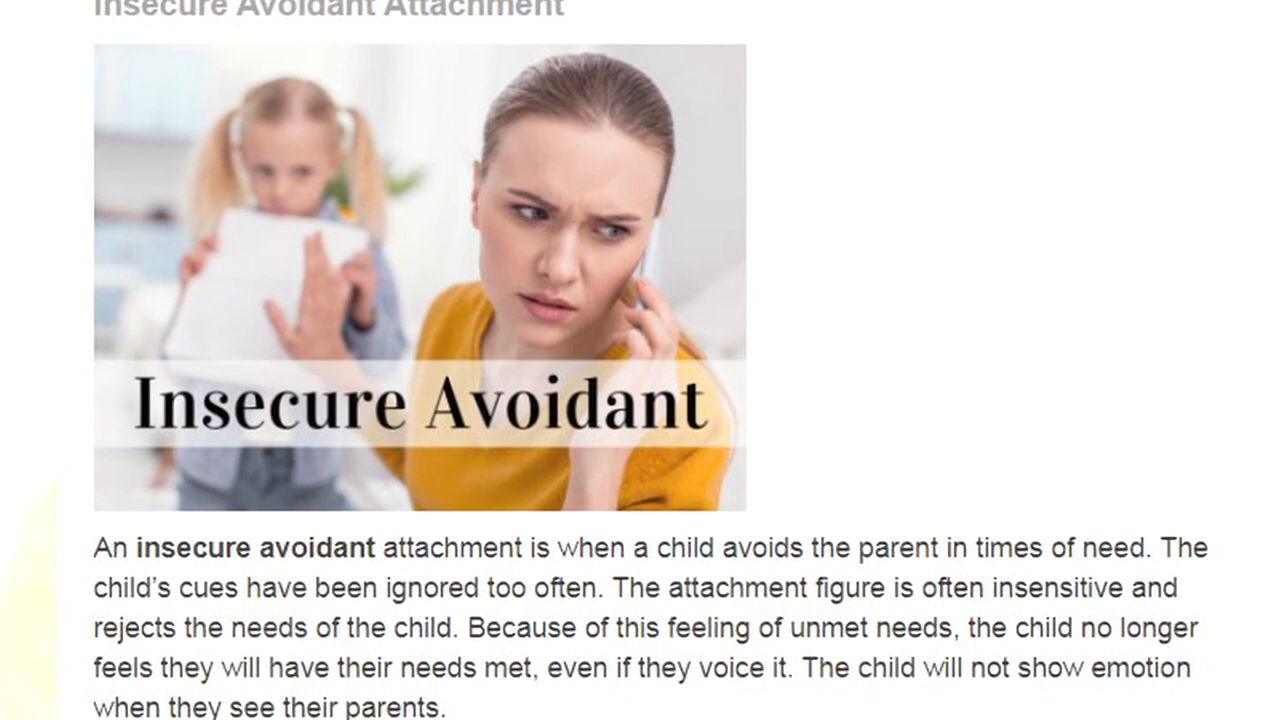 Insecure Avoidant Attachment
Insecure Avoidant
An insecure avoidant attachment is when a child avoids the parent in times of need. The
child’s cues have been ignored too often. The attachment figure is often insensitive and
rejects the needs of the child. Because of this feeling of unmet needs, the child no longer
feels they will have their needs met, even if they voice it. The child will not show emotion
when they see their parents.